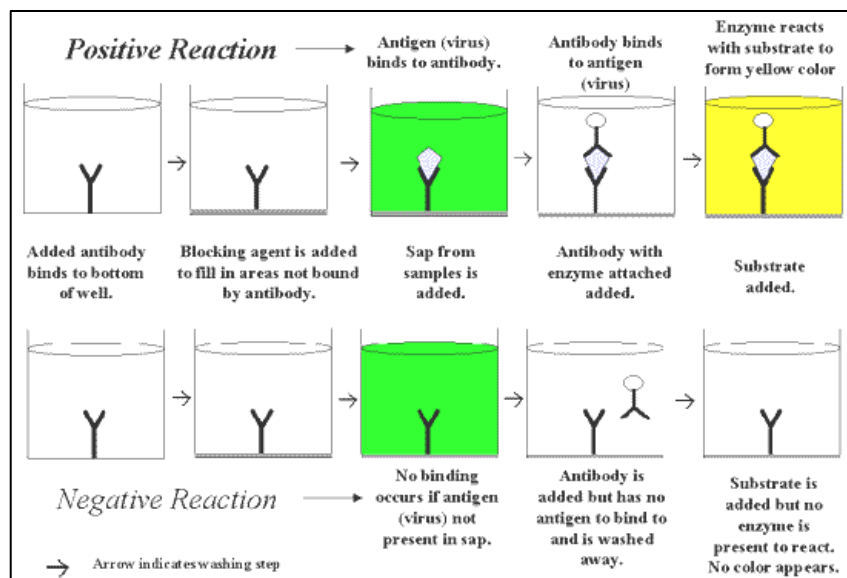 Positive Reaction
Antigen (virus)
binds to antibody.
Antibody binds
to antigen
(virus)
Enzyme reacts
with substrate to
form yellow color
Added antibody
binds to bottom
of well.
Blocking agent is added
to fill in areas not bound
by antibody.
Sap from
samples is
added.
Antibody with
enzyme attached
added.
Substrate
added.
Negative Reaction
No binding
occurs if antigen
(virus) not
present in sap.
Antibody is
added but has no
antigen to bind to
and is washed
away.
Substrate is
added but no
enzyme is
present to react.
No color appears.
Arrow indicates washing step